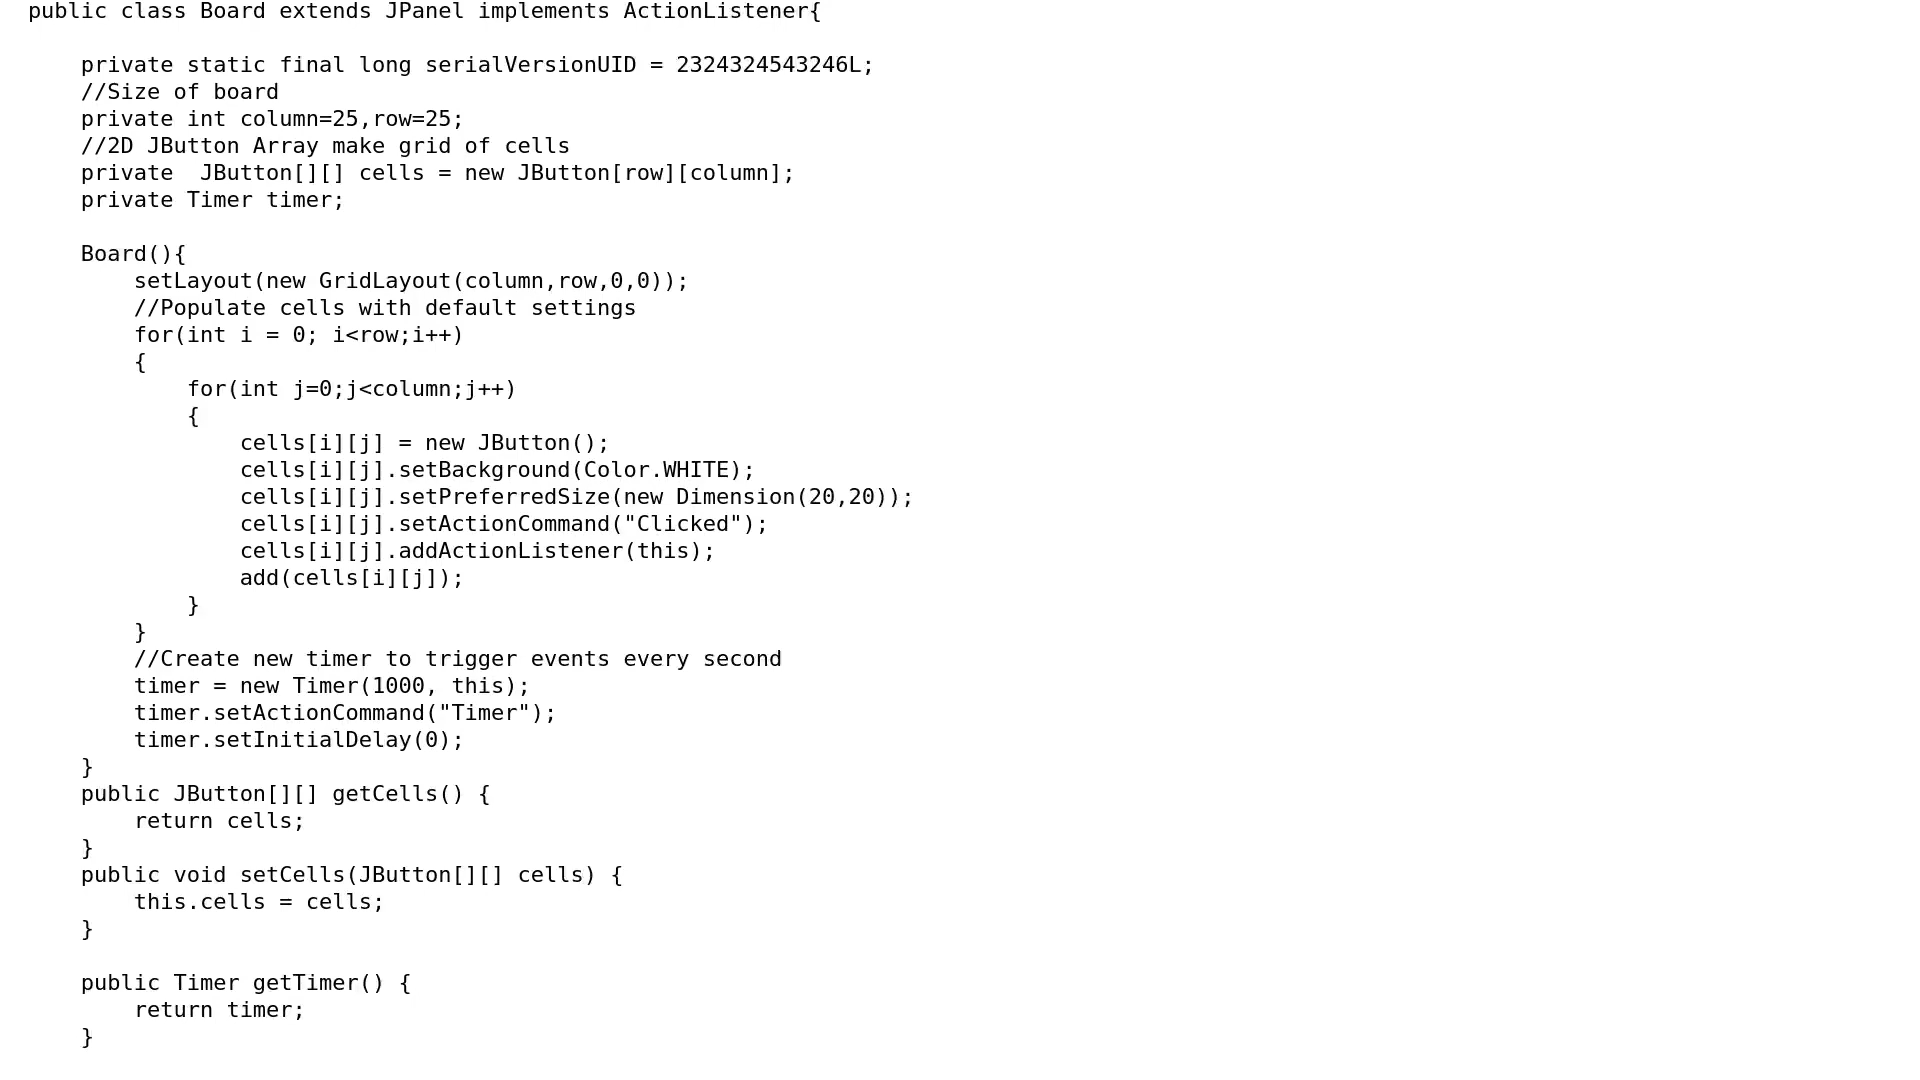 public class Board extends JPanel implements ActionListener{

    private static final long serialVersionUID = 2324324543246L;
    //Size of board
    private int column=25,row=25;
    //2D JButton Array make grid of cells
    private  JButton[][] cells = new JButton[row][column];
    private Timer timer;

    Board(){
        setLayout(new GridLayout(column,row,0,0));
        //Populate cells with default settings
        for(int i = 0; i<row;i++)
        {
            for(int j=0;j<column;j++)
            {
                cells[i][j] = new JButton();
                cells[i][j].setBackground(Color.WHITE);
                cells[i][j].setPreferredSize(new Dimension(20,20));
                cells[i][j].setActionCommand("Clicked");
                cells[i][j].addActionListener(this);
                add(cells[i][j]);
            }
        }
        //Create new timer to trigger events every second
        timer = new Timer(1000, this);
        timer.setActionCommand("Timer");
        timer.setInitialDelay(0);
    }
    public JButton[][] getCells() {
        return cells;
    }
    public void setCells(JButton[][] cells) {
        this.cells = cells;
    }

    public Timer getTimer() {
        return timer;
    }